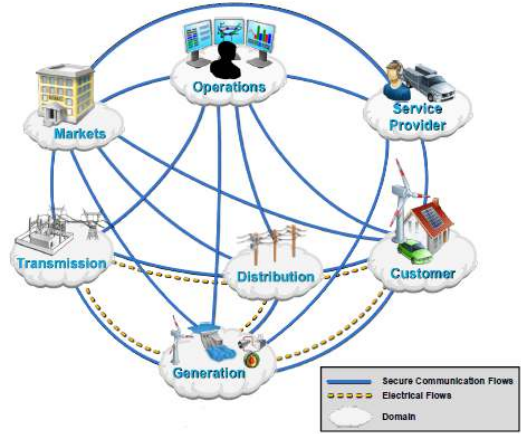 Operations
Markets
Service
Provider
Transmission
Distribution
Customer
Generation
Secure Communication Flows
Electrical Flows
Domain